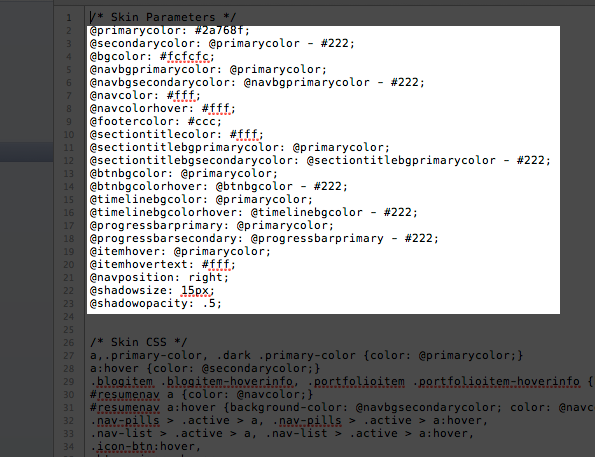 1 /* Skin Parameters */
2 @primarycolor: #2a768f;
3 @secondarycolor: @primarycolor - #222;
4 @bgcolor: #fcfcfc;
5 @navbgprimarycolor: @primarycolor;
6 @navbgsecondarycolor: @navbgprimarycolor - #222;
7 @navcolor: #fff;
8 @navcolorhover: #fff;
9 @footercolor: #ccc;
10 @sectiontitlecolor: #fff;
11 @sectiontitlebgprimarycolor: @primarycolor;
12 @sectiontitlebgsecondarycolor: @sectiontitlebgprimarycolor - #222;
13 @btnbgcolor: @primarycolor;
14 @btnbgcolorhover: @btnbgcolor - #222;
15 @timelinebgcolor: @primarycolor;
16 @timelinebgcolorhover: @timelinebgcolor - #222;
17 @progressbarprimary: @primarycolor;
18 @progressbarsecondary: @progressbarprimary - #222;
19 @itemhover: @primarycolor;
20 @itemhovertext: #fff;
21 @navposition: right;
22 @shadowsize: 15px;
23 @shadowopacity: .5;
24
25
26 /* Skin CSS */
27 a,.primary-color, .dark .primary-color {color: @primarycolor;}
28 a:hover {color: @secondarycolor;}
29 .blogitem .blogitem-hoverinfo, .portfolioitem .portfolioitem-hoverinfo {
30 #resumenav a {color: @navcolor;}
31 #resumenav a:hover {background-color: @navbgsecondarycolor; color: @navc
32 .nav-pills > .active > a, .nav-pills > .active > a:hover,
33 .nav-list > .active > a, .nav-list > .active > a:hover,
34 .icon-btn:hover,